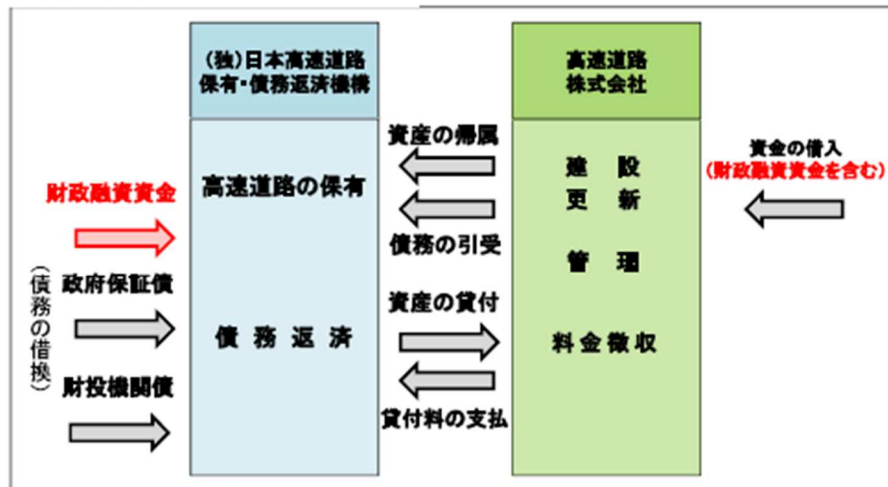 (独)日本高速道路
保有・債務返済機構
高速道路
株式会社
資産の帰属
資金の借入
(財政融資資金を含む)
建設
高速道路の保有
財政融資資金
更新
債務の引受
管理
(債務の借換)
政府保証債
資産の貸付
債務返済
料金徴収
財投機関債
貸付料の支払